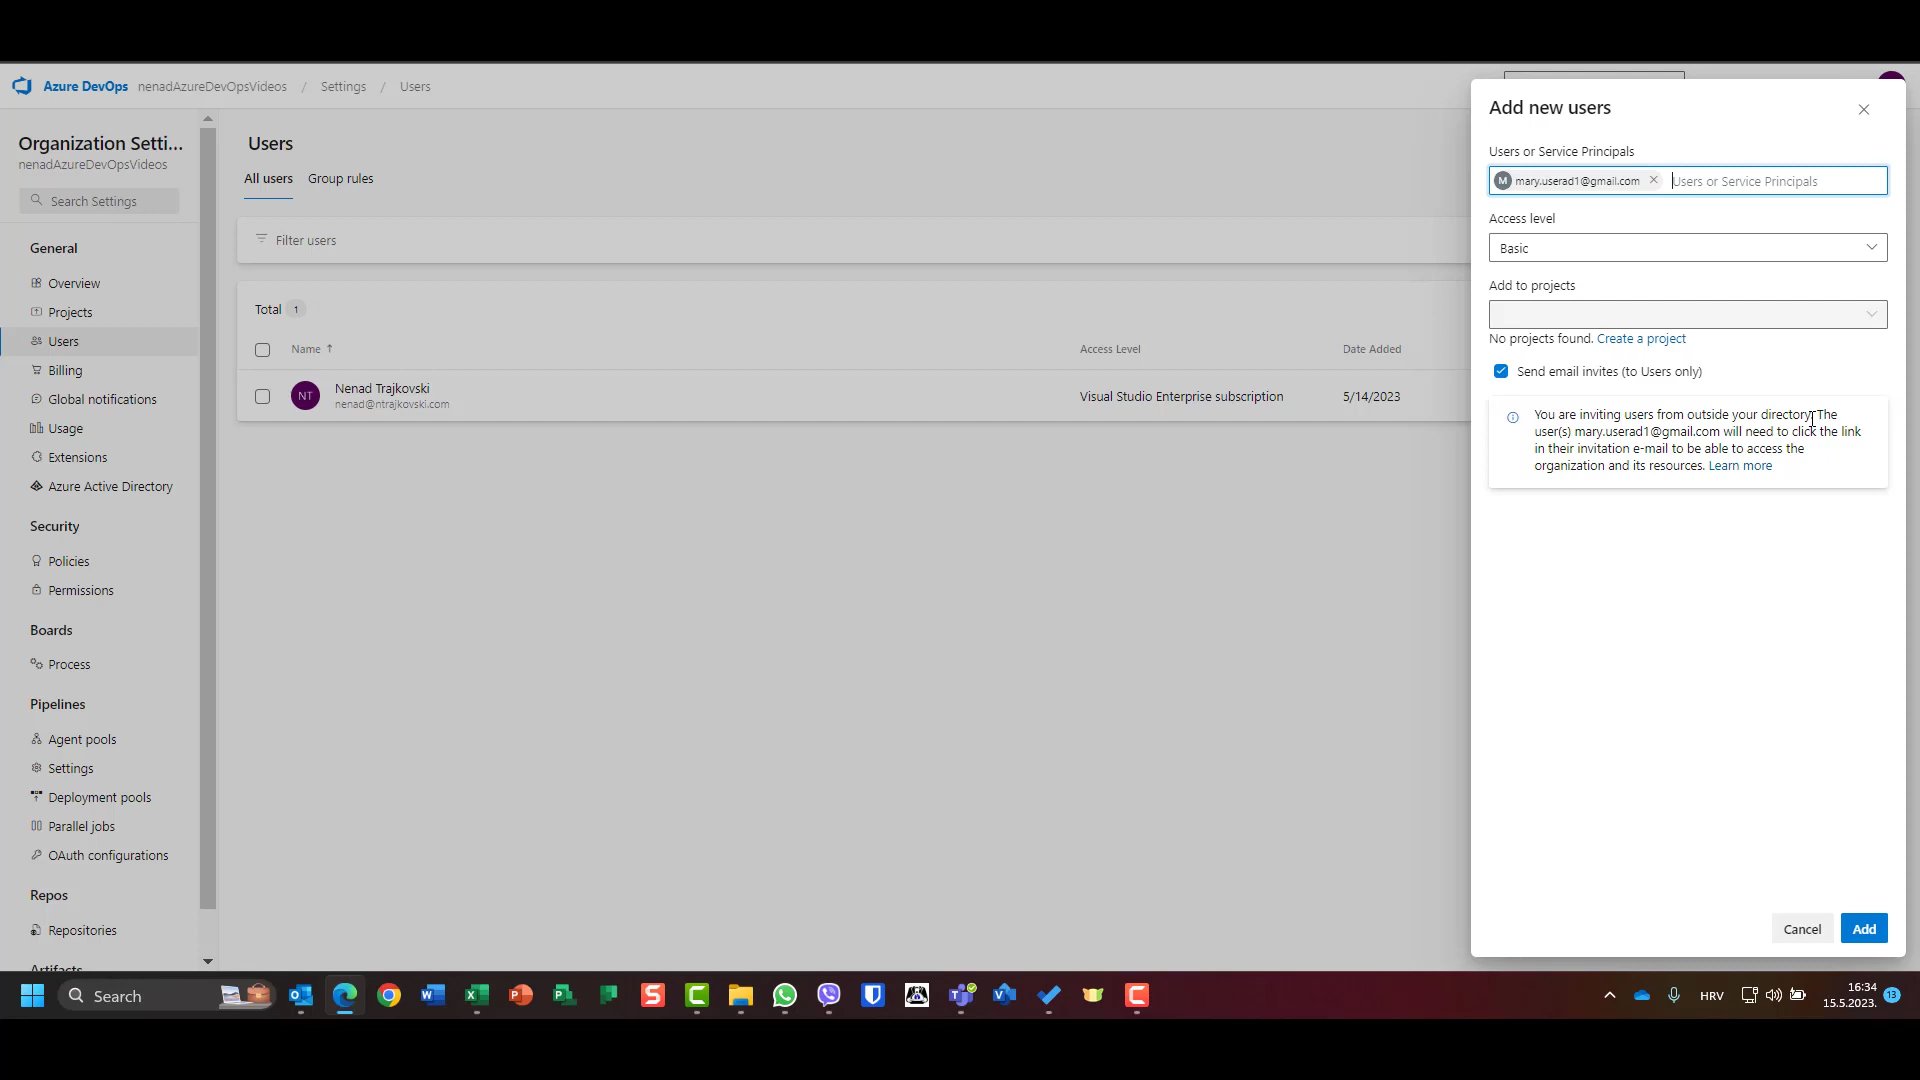 Azure DevOps nenadAzureDevOpsVideos / Settings / Users
Organization Setti...
nenadAzureDevOpsVideos
Search Settings
General
Overview
Projects
Users
Billing
Global notifications
Usage
Extensions
Azure Active Directory
Security
Policies
Permissions
Boards
Process
Pipelines
Agent pools
Settings
Deployment pools
Parallel jobs
OAuth configurations
Repos
Repositories
Artifacts
Users
All users Group rules
Filter users
Total 1
Name Access Level Date Added
NT Nenad Trajkovski Visual Studio Enterprise subscription 5/14/2023
nenad@ntrajkovski.com
Add new users
Users or Service Principals
M mary.userad1@gmail.com Users or Service Principals
Access level
Basic
Add to projects
No projects found. Create a project
Send email invites (to Users only)
You are inviting users from outside your directory. The
user(s) mary.userad1@gmail.com will need to click the link
in their invitation e-mail to be able to access the
organization and its resources. Learn more
Cancel Add
Search
HRV
16:34
15.5.2023.
13